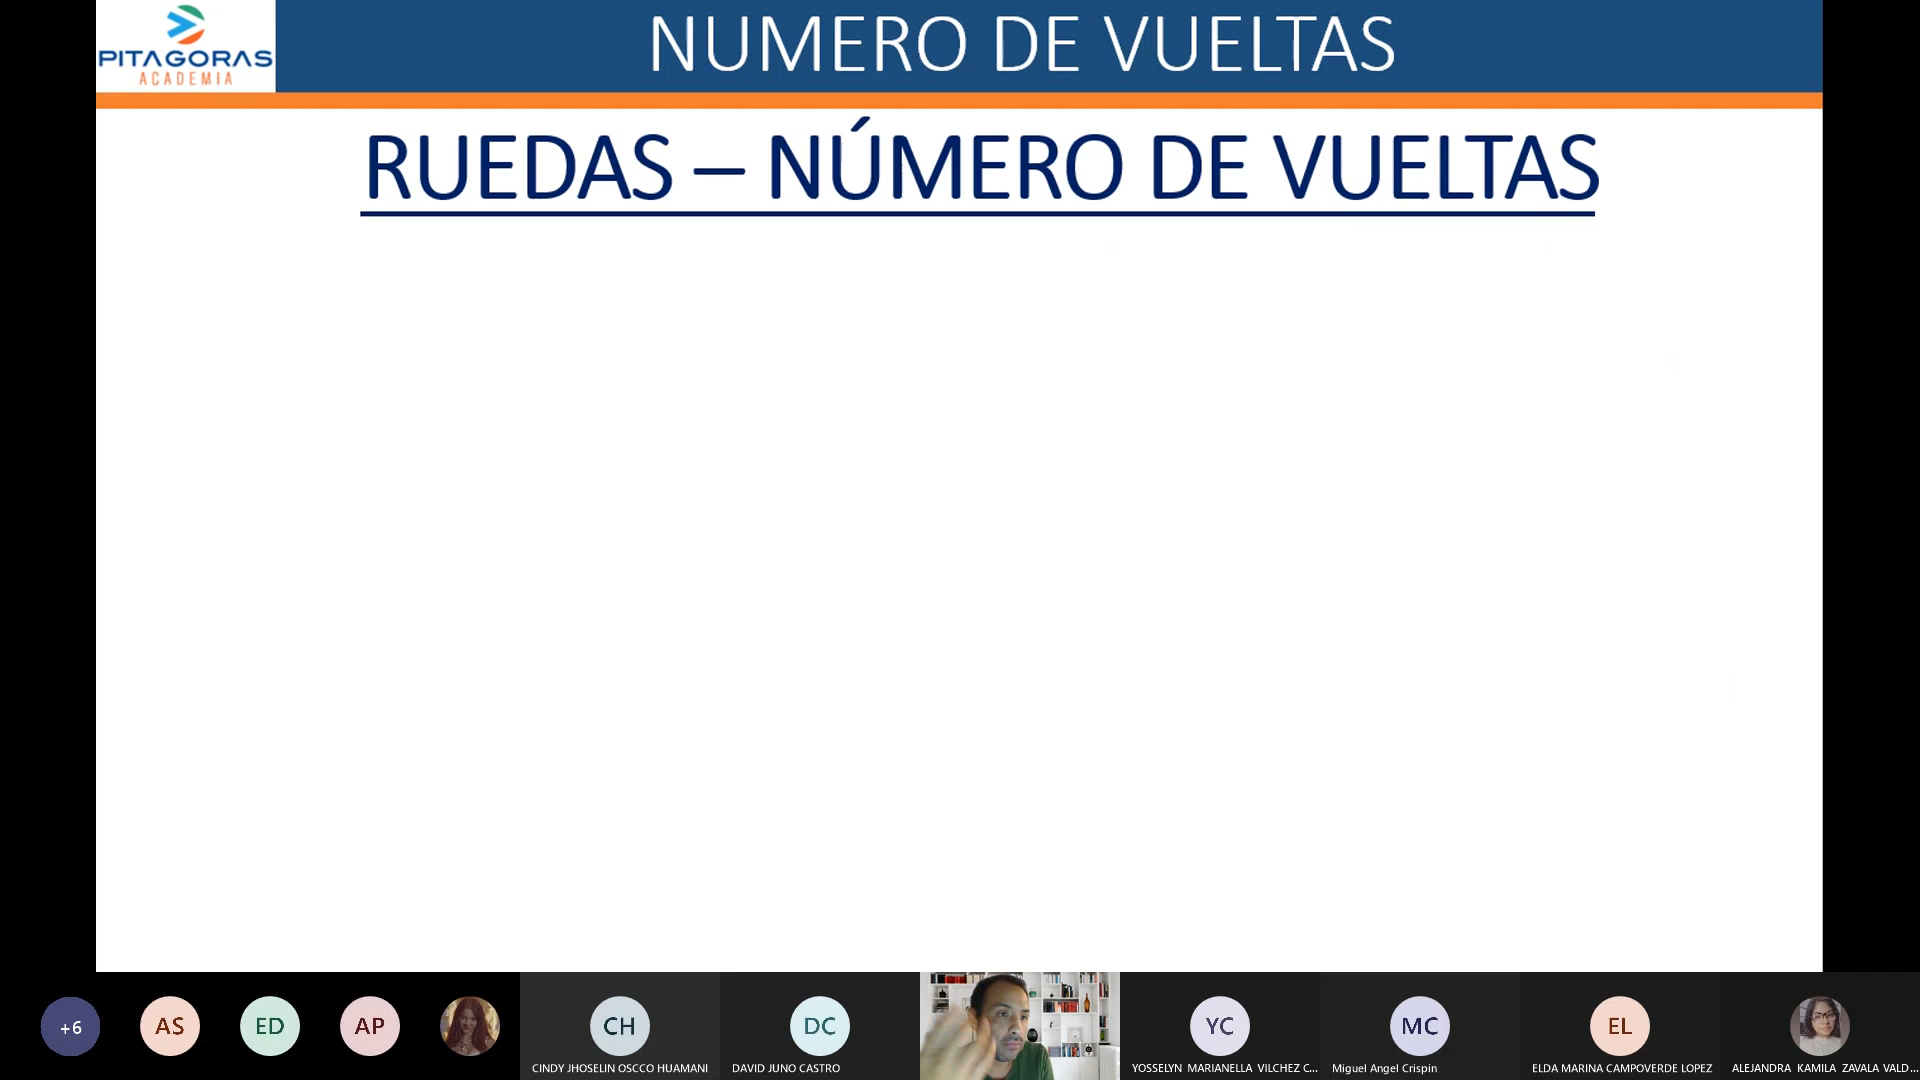 PITAGORAS
ACADEMIA
NUMERO DE VUELTAS
RUEDAS – NÚMERO DE VUELTAS
+6
AS
ED
AP
CH
DC
YC
MC
EL
CINDY JHOSELIN OSCCO HUAMANI
DAVID JUNO CASTRO
YOSSELYN MARIANELLA VILCHEZ C...
Miguel Angel Crispin
ELDA MARINA CAMPOVERDE LOPEZ
ALEJANDRA KAMILA ZAVALA VALD...